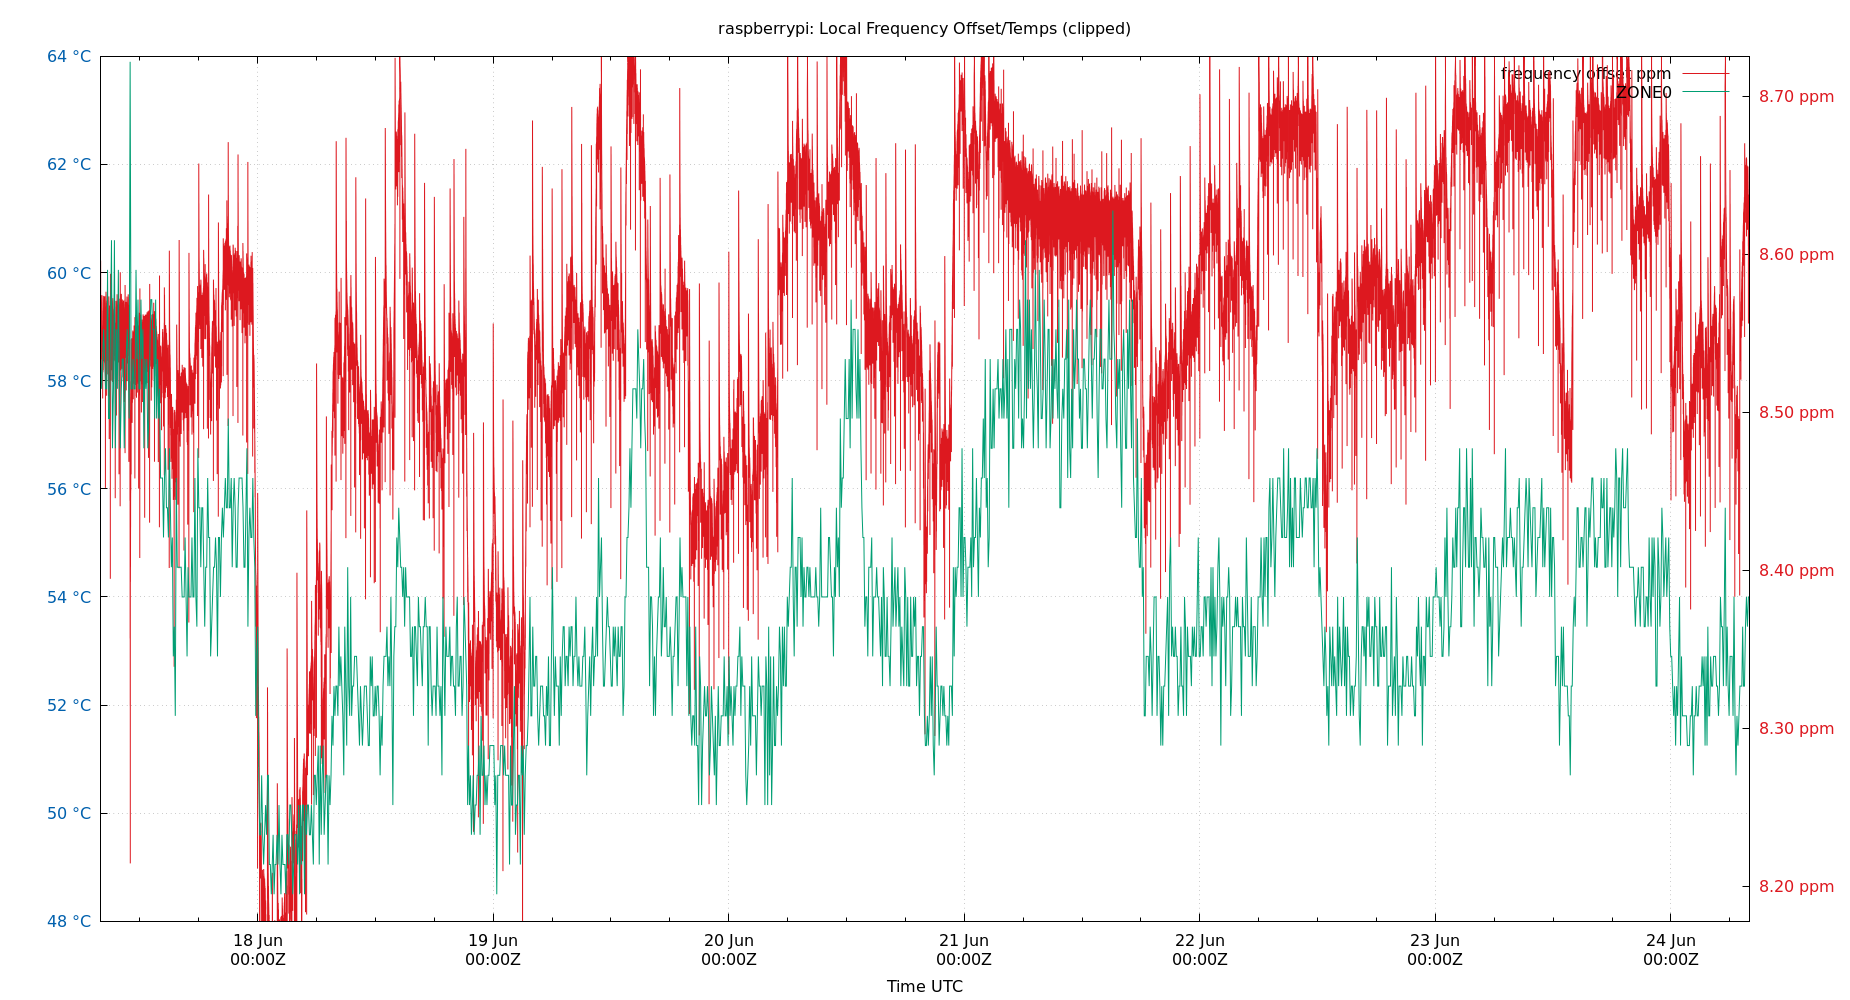 raspberrypi: Local Frequency Offset/Temps (clipped)
64 °C
62 °C
60 °C
58 °C
56 °C
54 °C
52 °C
50 °C
48 °C
frequency offset ppm
ZONE0
8.70 ppm
8.60 ppm
8.50 ppm
8.40 ppm
8.30 ppm
8.20 ppm
18 Jun
00:00Z
19 Jun
00:00Z
20 Jun
00:00Z
21 Jun
00:00Z
22 Jun
00:00Z
23 Jun
00:00Z
24 Jun
00:00Z
Time UTC